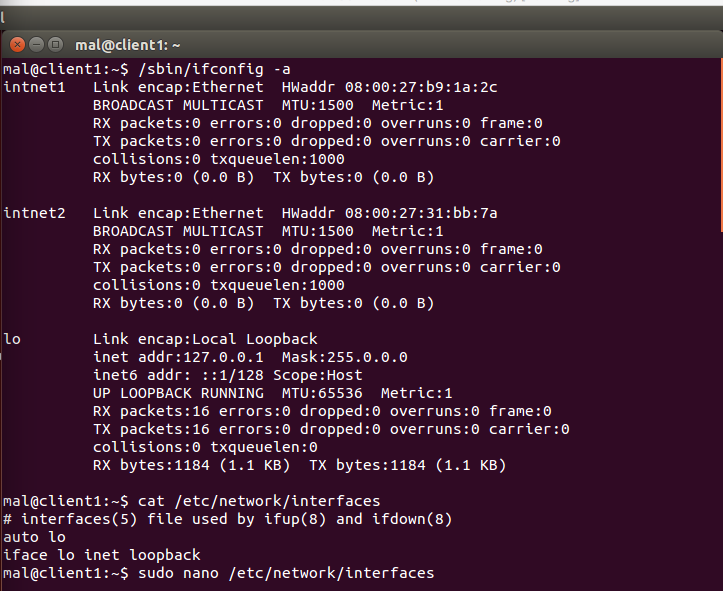 mal@client1: ~
mal@client1:~$ /sbin/ifconfig -a
intnet1   Link encap:Ethernet  HWaddr 08:00:27:b9:1a:2c
          BROADCAST MULTICAST  MTU:1500  Metric:1
          RX packets:0 errors:0 dropped:0 overruns:0 frame:0
          TX packets:0 errors:0 dropped:0 overruns:0 carrier:0
          collisions:0 txqueuelen:1000
          RX bytes:0 (0.0 B)  TX bytes:0 (0.0 B)

intnet2   Link encap:Ethernet  HWaddr 08:00:27:31:bb:7a
          BROADCAST MULTICAST  MTU:1500  Metric:1
          RX packets:0 errors:0 dropped:0 overruns:0 frame:0
          TX packets:0 errors:0 dropped:0 overruns:0 carrier:0
          collisions:0 txqueuelen:1000
          RX bytes:0 (0.0 B)  TX bytes:0 (0.0 B)

lo        Link encap:Local Loopback
          inet addr:127.0.0.1  Mask:255.0.0.0
          inet6 addr: ::1/128 Scope:Host
          UP LOOPBACK RUNNING  MTU:65536  Metric:1
          RX packets:16 errors:0 dropped:0 overruns:0 frame:0
          TX packets:16 errors:0 dropped:0 overruns:0 carrier:0
          collisions:0 txqueuelen:0
          RX bytes:1184 (1.1 KB)  TX bytes:1184 (1.1 KB)

mal@client1:~$ cat /etc/network/interfaces
# interfaces(5) file used by ifup(8) and ifdown(8)
auto lo
iface lo inet loopback
mal@client1:~$ sudo nano /etc/network/interfaces